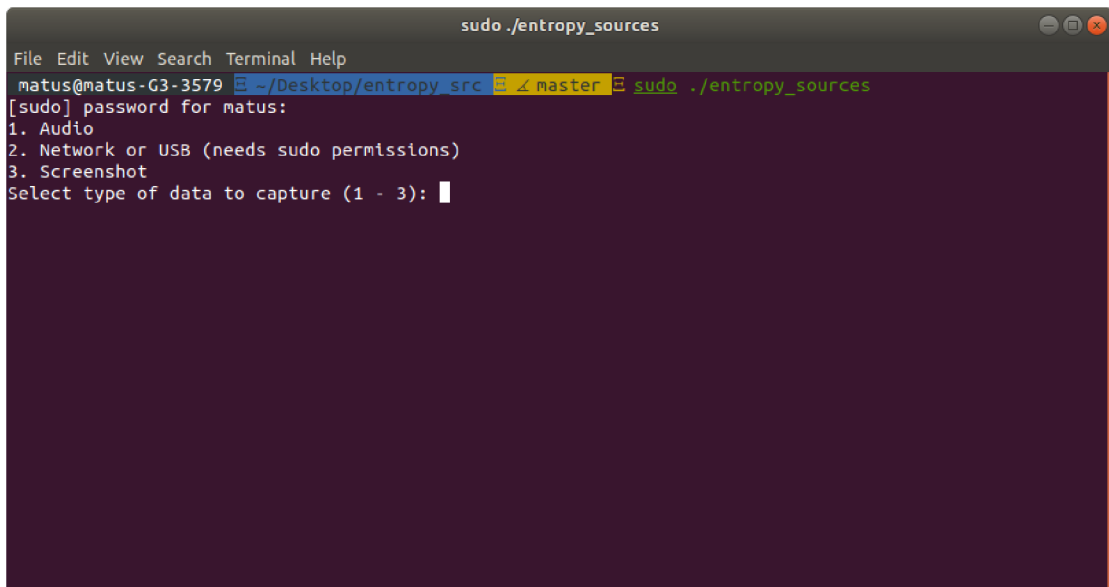 sudo ./entropy_sources
File Edit View Search Terminal Help
matus@matus-G3-3579 Ξ ~/Desktop/entropy_src Ξ ∡ master Ξ sudo ./entropy_sources
[sudo] password for matus:
1. Audio
2. Network or USB (needs sudo permissions)
3. Screenshot
Select type of data to capture (1 - 3):